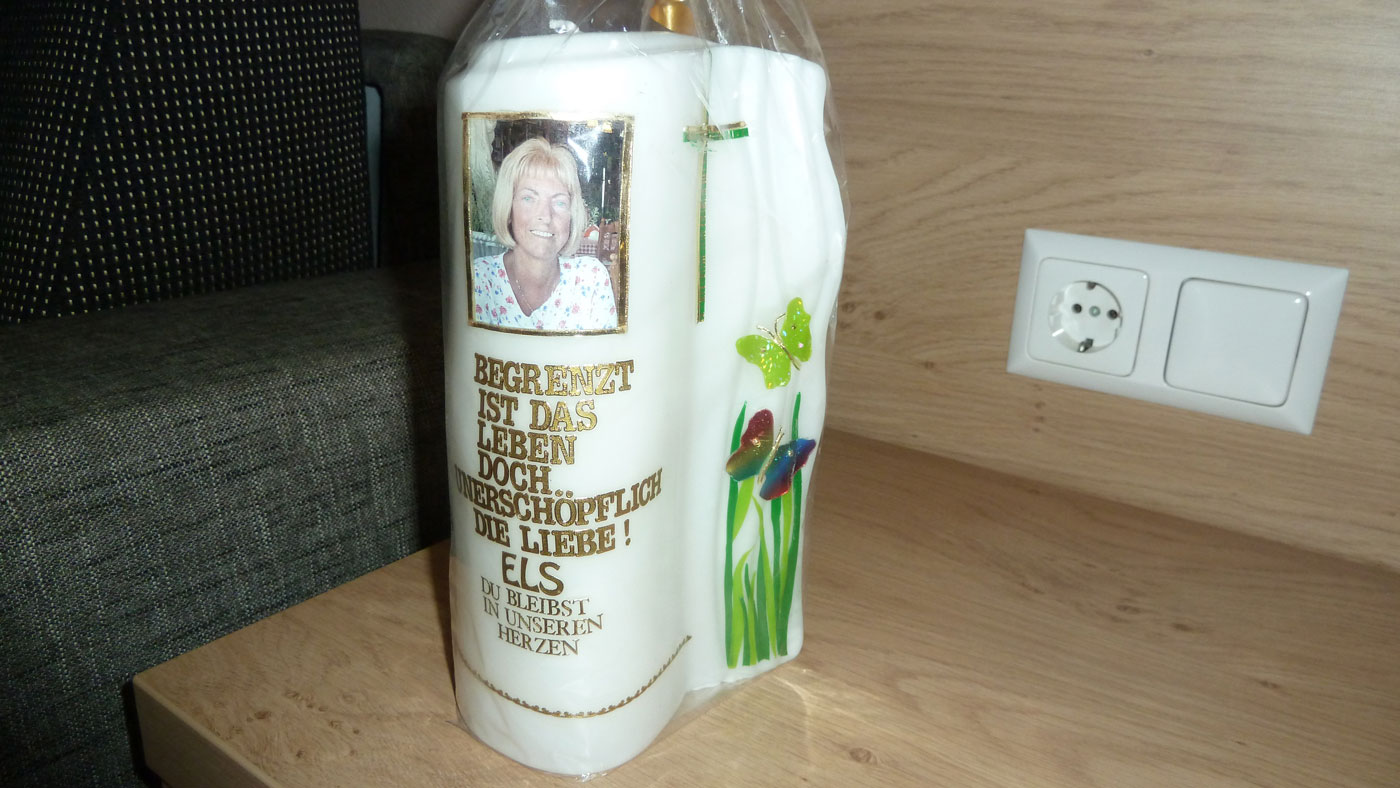 BEGRENZT
IST DAS
LEBEN
DOCH
UNERSCHÖPFLICH
DIE LIEBE!
ELS
DU BLEIBST
IN UNSEREN
HERZEN